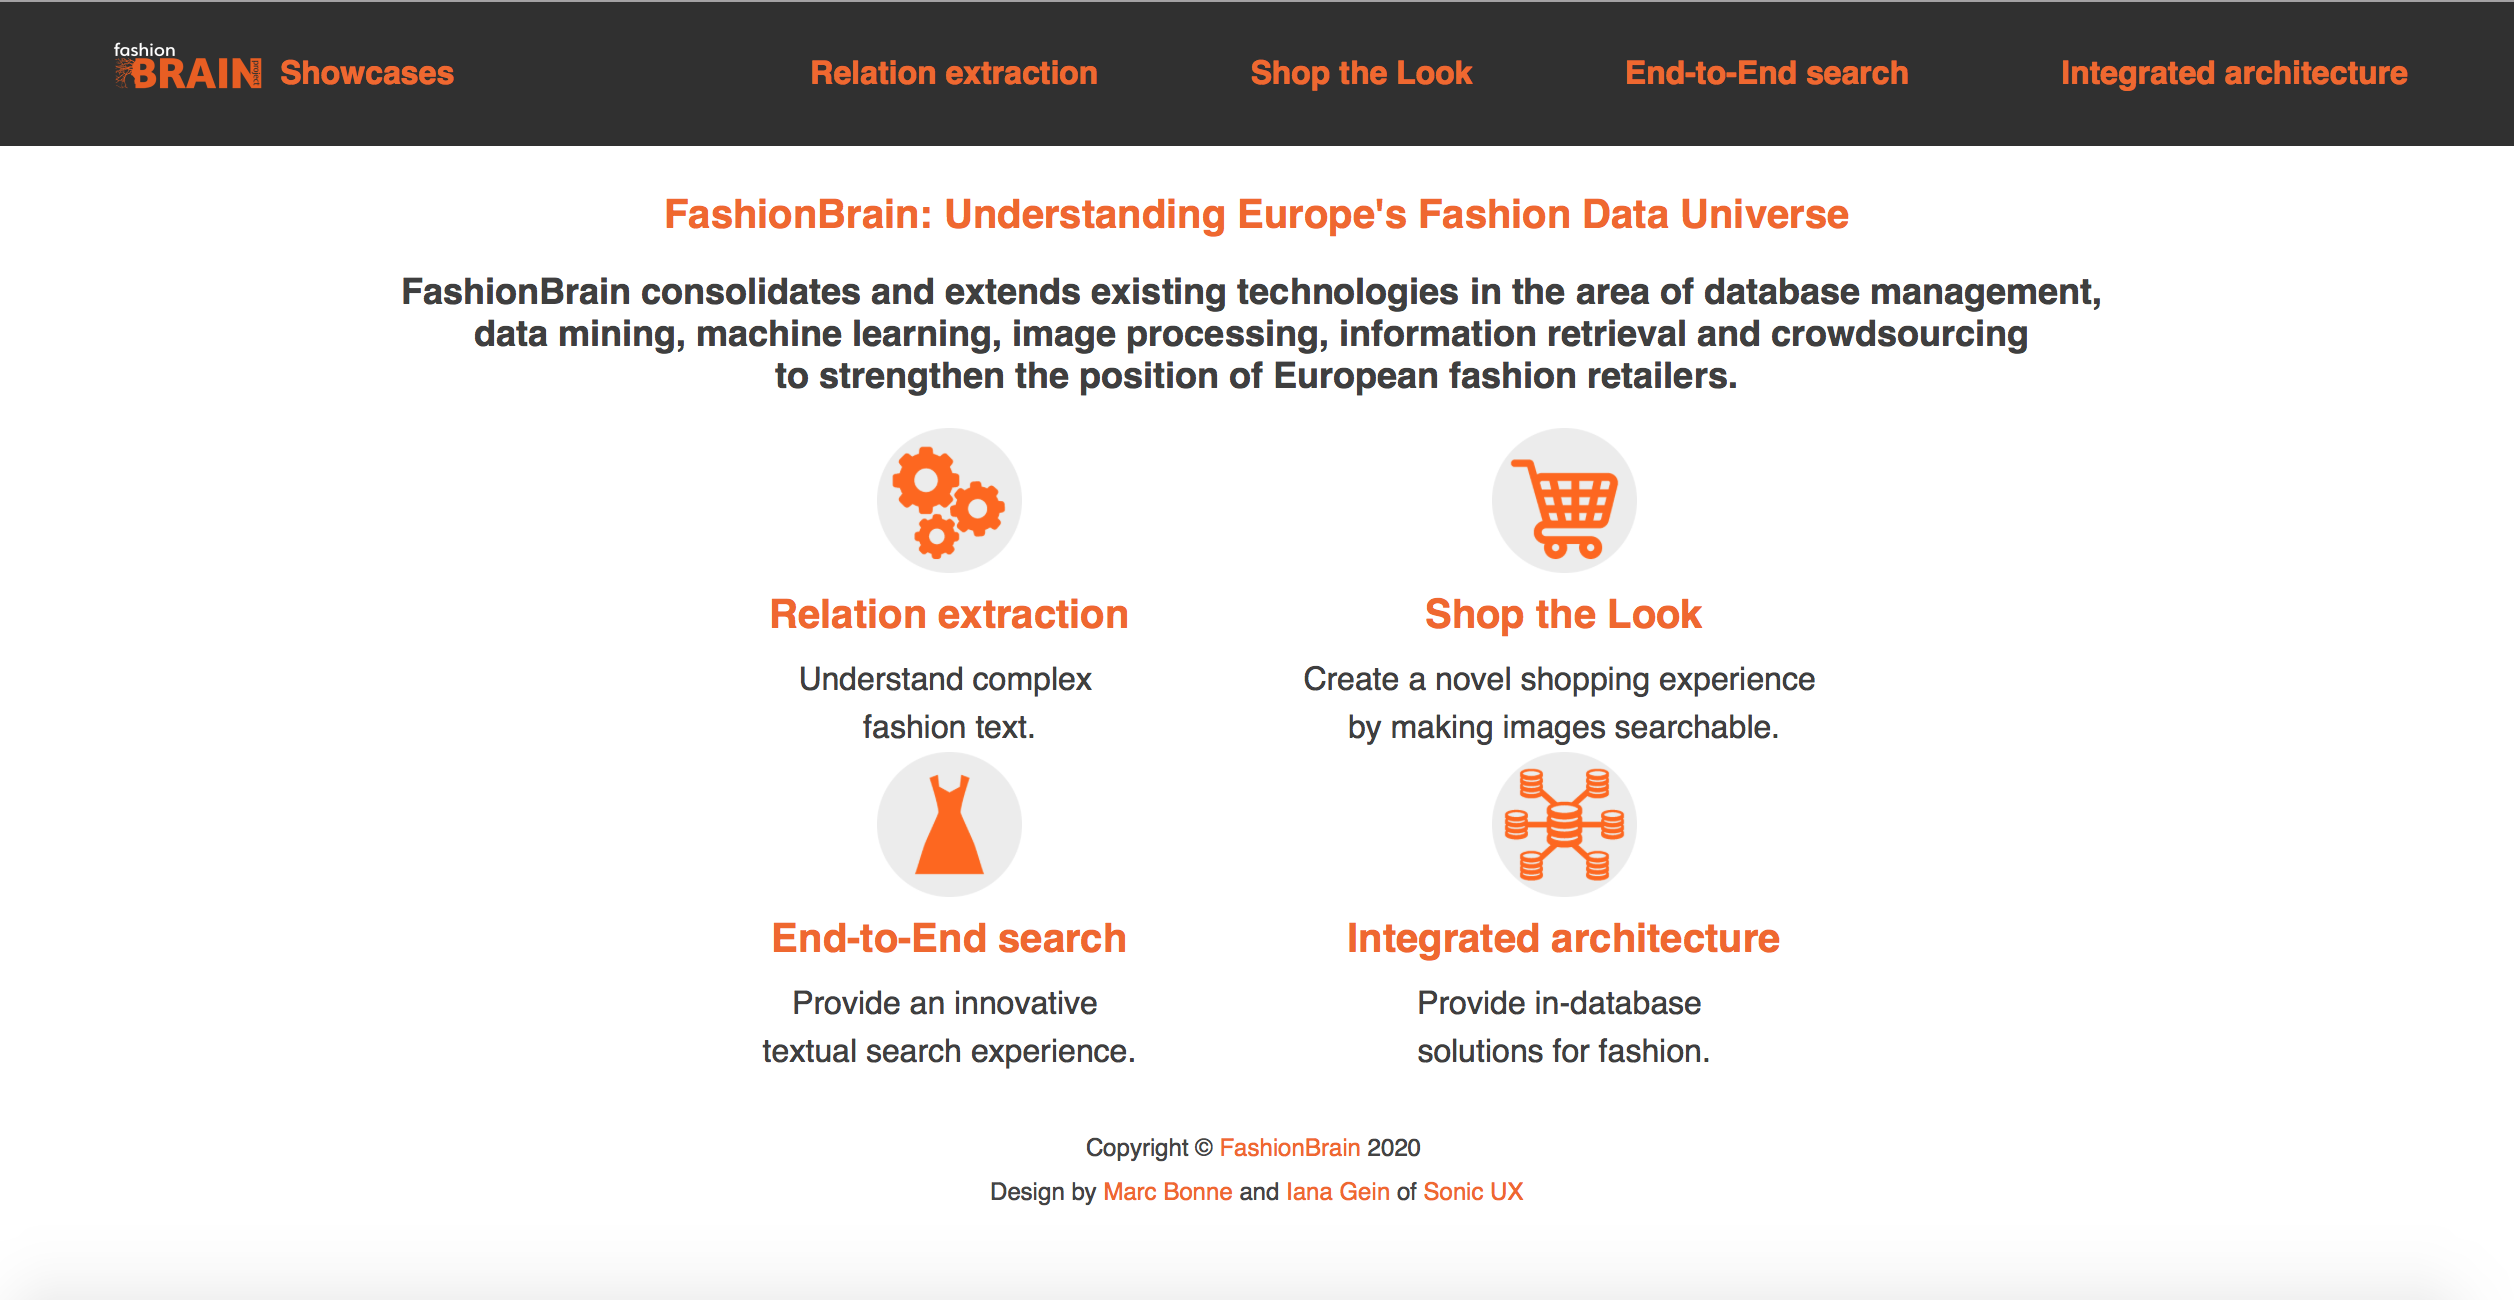 fashion
BRAIN project Showcases
Relation extraction
Shop the Look
End-to-End search
Integrated architecture
FashionBrain: Understanding Europe's Fashion Data Universe
FashionBrain consolidates and extends existing technologies in the area of database management,
data mining, machine learning, image processing, information retrieval and crowdsourcing
to strengthen the position of European fashion retailers.
Relation extraction
Understand complex
fashion text.
Shop the Look
Create a novel shopping experience
by making images searchable.
End-to-End search
Provide an innovative
textual search experience.
Integrated architecture
Provide in-database
solutions for fashion.
Copyright © FashionBrain 2020
Design by Marc Bonne and Iana Gein of Sonic UX